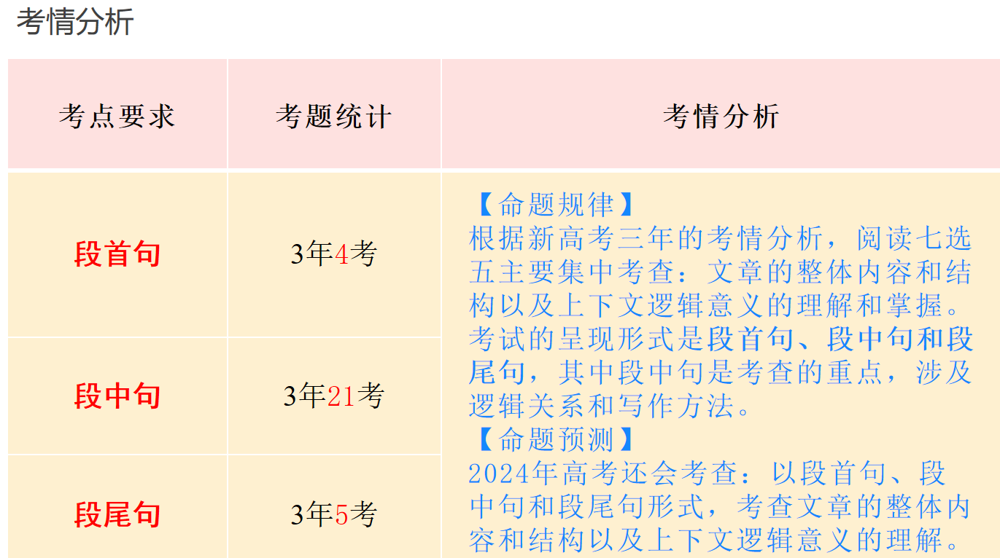 考情分析
考点要求
考题统计
考情分析
段首句
3年4考
段中句
3年21考
段尾句
3年5考
【命题规律】
根据新高考三年的考情分析，阅读七选
五主要集中考查：文章的整体内容和结
构以及上下文逻辑意义的理解和掌握。
考试的呈现形式是段首句、段中句和段
尾句，其中段中句是考查的重点，涉及
逻辑关系和写作方法。
【命题预测】
2024年高考还会考查：以段首句、段
中句和段尾句形式，考查文章的整体内
容和结构以及上下文逻辑意义的理解。